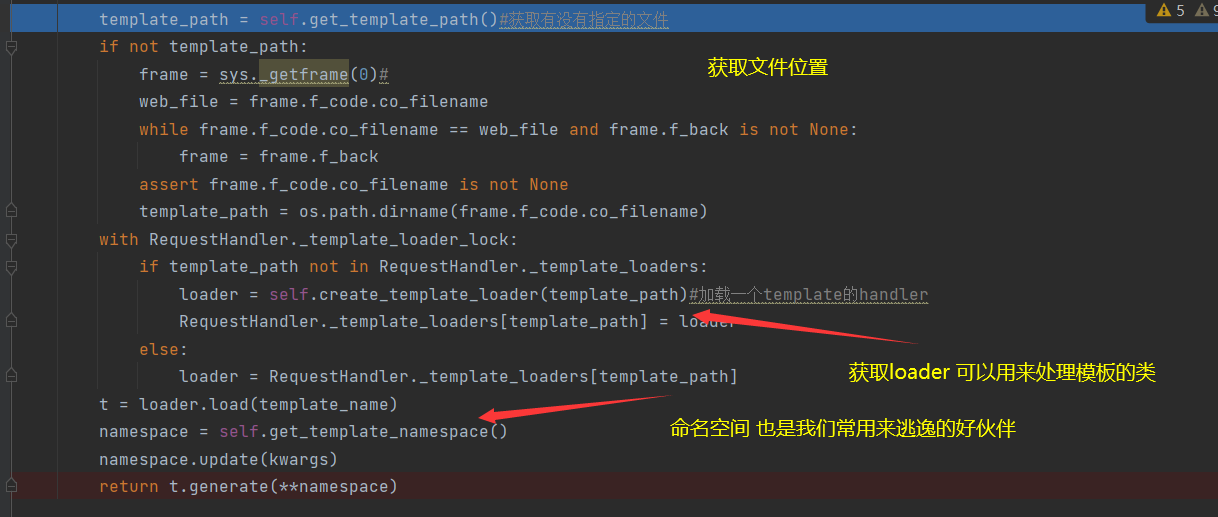 template_path = self.get_template_path()#获取有没有指定的文件
5
9
if not template_path:
frame = sys._getframe(0)#
获取文件位置
web_file = frame.f_code.co_filename
while frame.f_code.co_filename == web_file and frame.f_back is not None:
frame = frame.f_back
assert frame.f_code.co_filename is not None
template_path = os.path.dirname(frame.f_code.co_filename)
with RequestHandler._template_loader_lock:
if template_path not in RequestHandler._template_loaders:
loader = self.create_template_loader(template_path)#加载一个template的handler
RequestHandler._template_loaders[template_path] = loader
else:
loader = RequestHandler._template_loaders[template_path]
获取loader 可以用来处理模板的类
t = loader.load(template_name)
namespace = self.get_template_namespace()
命名空间 也是我们常用来逃逸的好伙伴
namespace.update(kwargs)
return t.generate(**namespace)